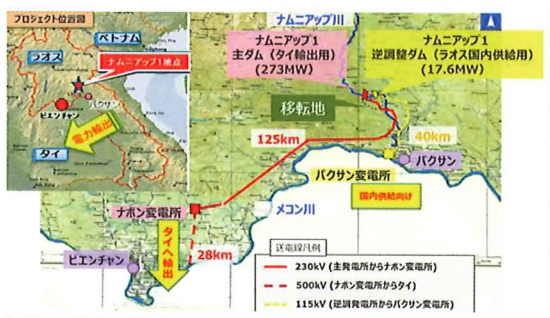 プロジェクト位置図
ベトナム
ラオス
ナムニアップ1地点
パクサン
ビエンチャン
電力輸出
タイ
ナムニアップ川
ナムニアップ1
主ダム（タイ輸出用）
(273MW)
ナムニアップ1
逆調整ダム（ラオス国内供給用）
(17.6MW)
移転地
125km
40km
パクサン
パクサン変電所
国内供給向け
ナボン変電所
メコン川
タイへ輸出
28km
ビエンチャン
送電線凡例
230kV（主発電所からナボン変電所）
500kV（ナボン変電所からタイ）
115kV（逆調発電所からパクサン変電所）